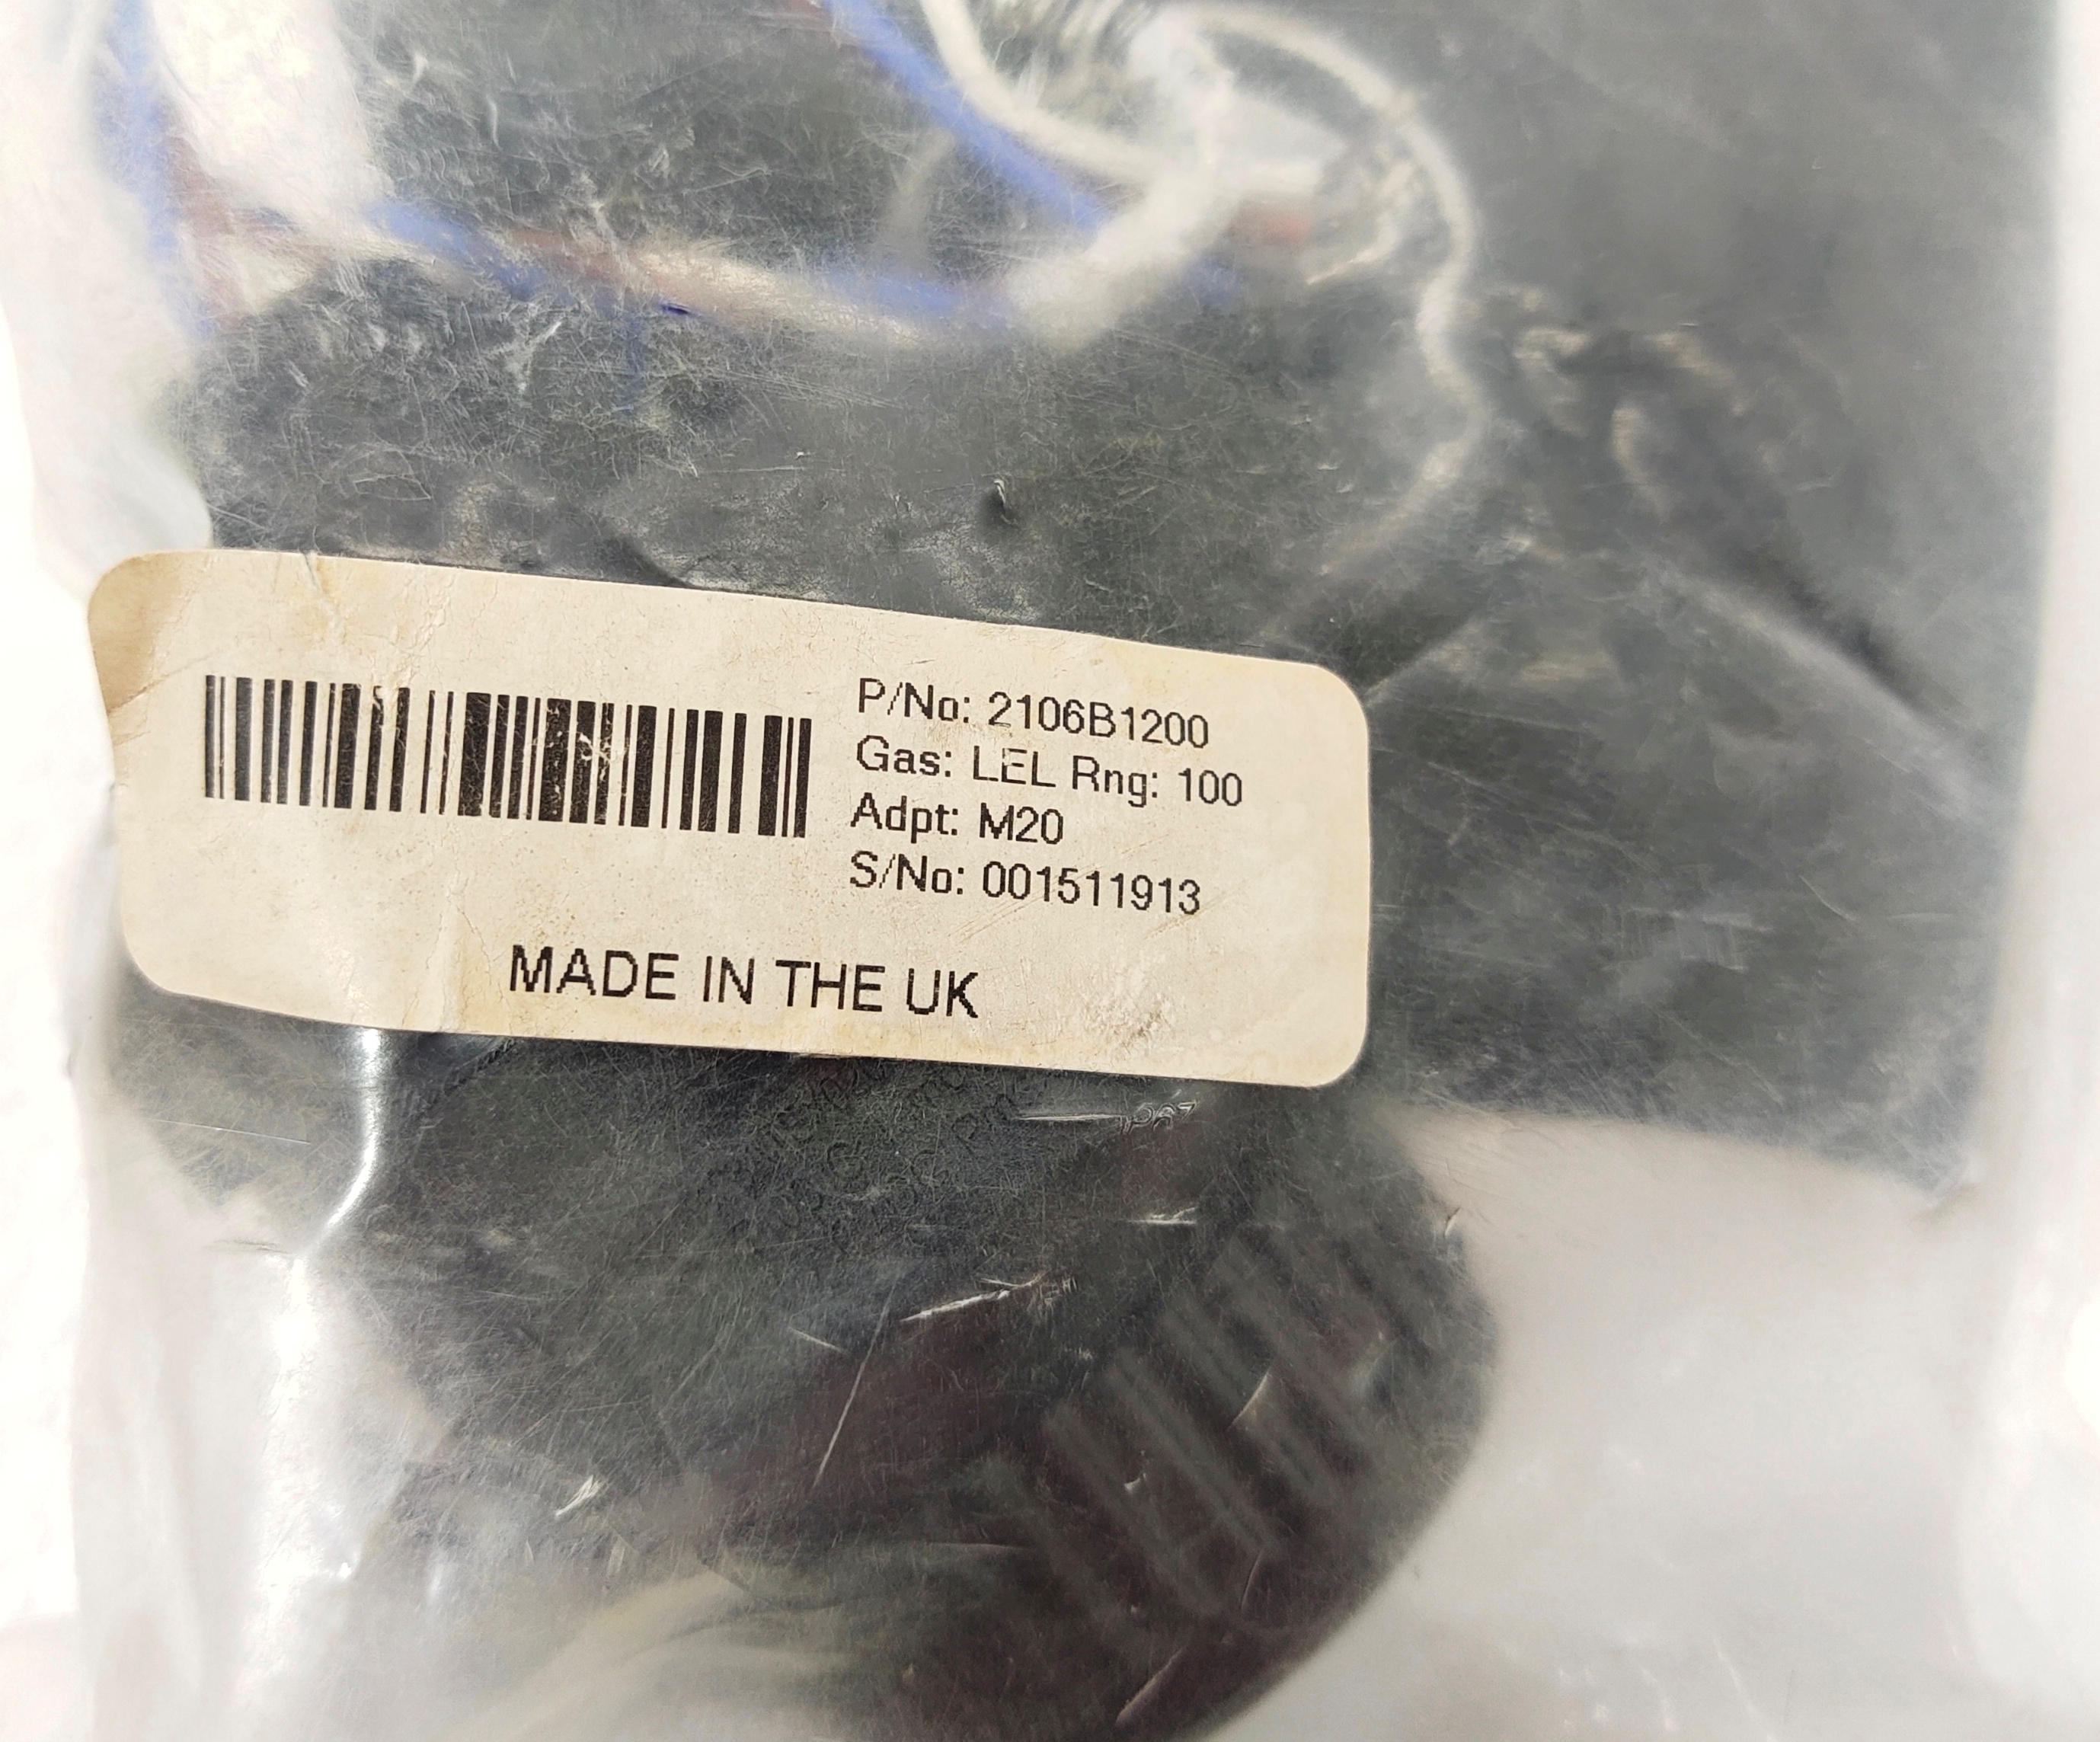 P/No: 2106B1200
Gas: LEL Rng: 100
Adpt: M20
S/No: 001511913
MADE IN THE UK